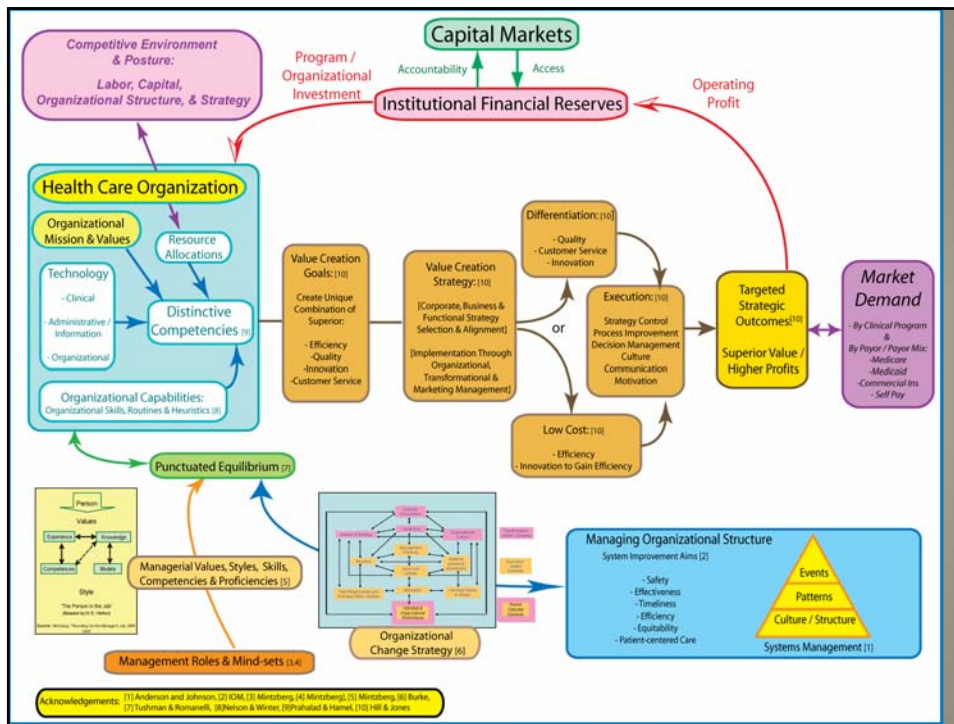 Competitive Environment
& Posture:
Labor, Capital,
Organizational Structure, & Strategy
Program /
Organizational
Investment
Capital Markets
Accountability
Access
Institutional Financial Reserves
Operating
Profit
Health Care Organization
Organizational
Mission & Values
Resource
Allocations
Technology
- Clinical
- Administrative /
Information
- Organizational
Distinctive
Competencies [9]
Organizational Capabilities:
Organizational Skills, Routines & Heuristics [8]
Value Creation
Goals: [10]
Create Unique
Combination of
Superior:
- Efficiency
- Quality
- Innovation
-Customer Service
Value Creation
Strategy: [10]
[Corporate, Business &
Functional Strategy
Selection & Alignment]
[Implementation Through
Organizational,
Transformational &
Marketing Management]
Differentiation: [10]
- Quality
- Customer Service
- Innovation
or
Low Cost: [10]
- Efficiency
- Innovation to Gain Efficiency
Execution: [10]
Strategy Control
Process Improvement
Decision Management
Culture
Communication
Motivation
Targeted
Strategic
Outcomes: [10]
Superior Value /
Higher Profits
Market
Demand
- By Clinical Program
&
By Payor / Payor Mix:
- Medicare
- Medicaid
-Commercial Ins
- Self Pay
Punctuated Equilibrium [7]
Person
Values
Experience
Knowledge
Competences
Models
Style
"The Person in the Job"
Managerial Values, Styles, Skills,
Competencies & Proficiencies [5]
Management Roles & Mind-sets [3,4]
Organizational
Change Strategy [6]
Managing Organizational Structure
System Improvement Aims [2]
- Safety
- Effectiveness
- Timeliness
- Efficiency
- Equitability
- Patient-centered Care
Events
Patterns
Culture / Structure
Systems Management [1]
Acknowledgements: [1] Anderson and Johnson, [2] IOM, [3] Mintzberg, [4] Mintzberg], [5] Mintzberg, [6] Burke,
[7] Tushman & Romanelli, [8]Nelson & Winter, [9]Prahalad & Hamel, [10] Hill & Jones